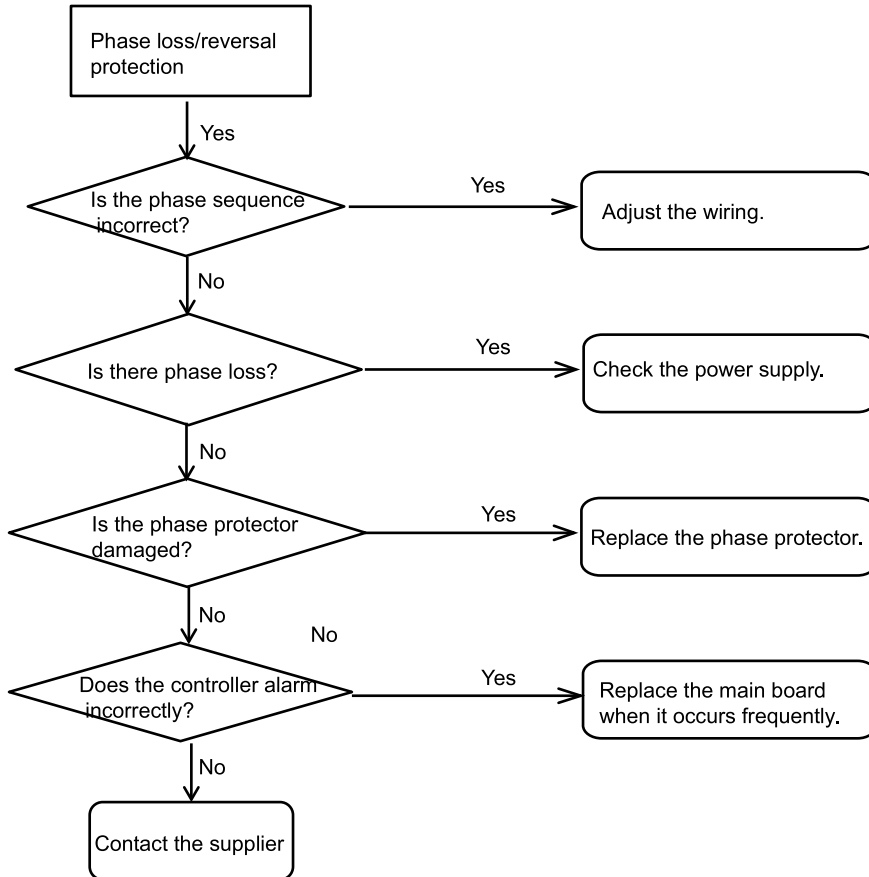 Phase loss/reversal
protection
Yes
Is the phase sequence
incorrect?
Yes
Adjust the wiring.
No
Is there phase loss?
Yes
Check the power supply.
No
Is the phase protector
damaged?
Yes
Replace the phase protector.
No
No
Does the controller alarm
incorrectly?
Yes
Replace the main board
when it occurs frequently.
No
Contact the supplier